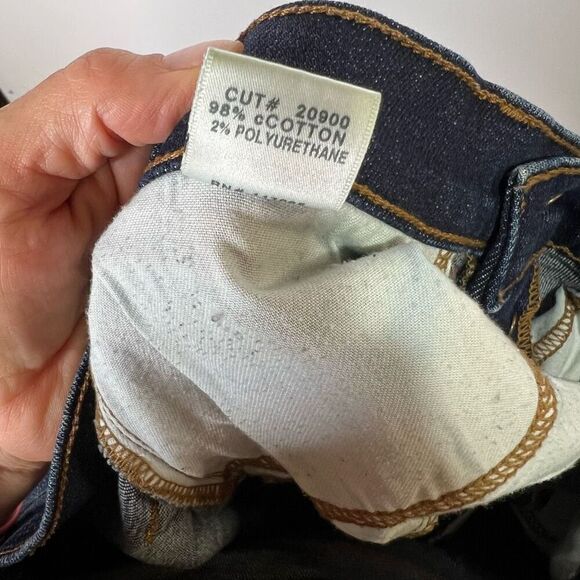 CUT# 20900
98% cCOTTON
2% POLYURETHANE